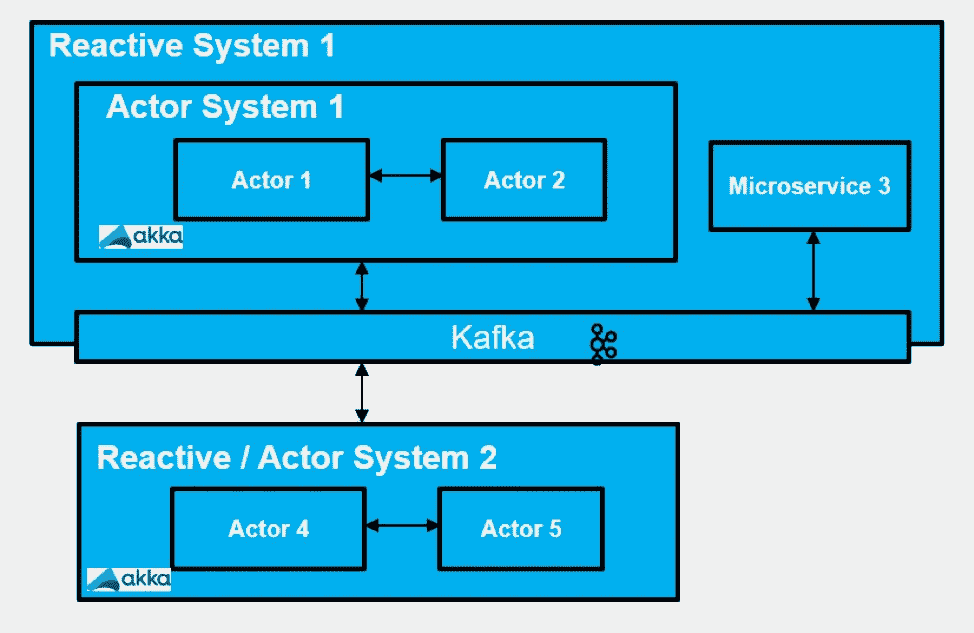 Reactive System 1
Actor System 1
Actor 1
Actor 2
Microservice 3
akka
Kafka
Reactive / Actor System 2
Actor 4
Actor 5
akka